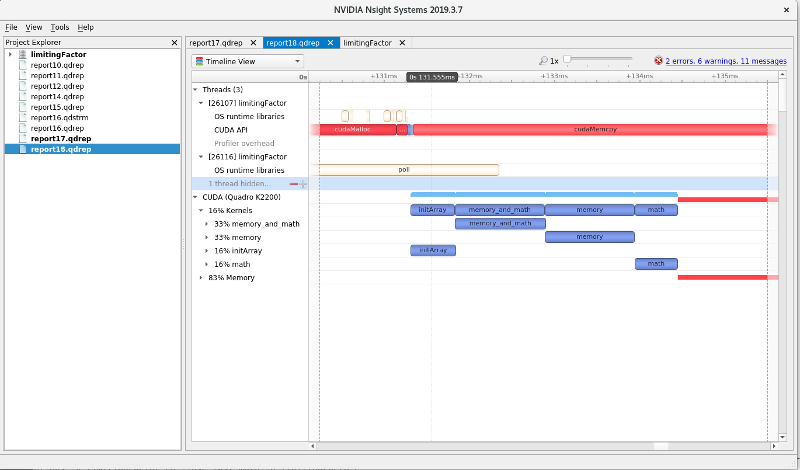 NVIDIA Nsight Systems 2019.3.7
File View Tools Help
Project Explorer
limitingFactor
report10.qdrep
report11.qdrep
report12.qdrep
report14.qdrep
report15.qdrep
report16.qdstrm
report16.qdrep
report17.qdrep
report18.qdrep
report17.qdrep report18.qdrep limitingFactor
Timeline View 1x 2 errors, 6 warnings, 11 messages
0s +131ms 0s 131.555ms 132ms +133ms +134ms +135ms
Threads (3)
[26107] limitingFactor
OS runtime libraries
CUDA API cudaMalloc ... cudaMemcpy
Profiler overhead
[26116] limitingFactor
OS runtime libraries poll
1 thread hidden...
CUDA (Quadro K2200)
16% Kernels initArray memory_and_math memory math
33% memory_and_math memory_and_math
33% memory memory
16% initArray initArray
16% math math
83% Memory